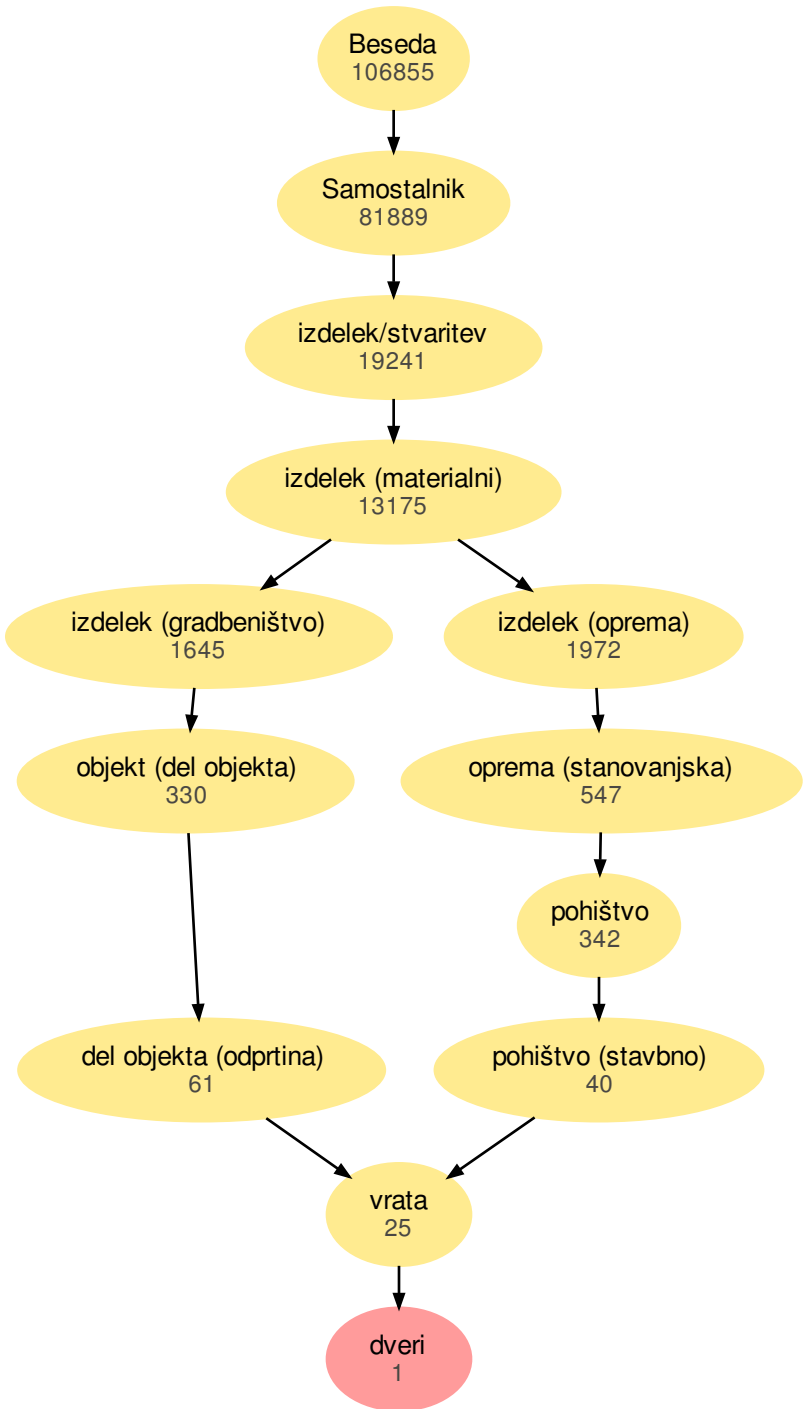 Beseda
106855
Samostalnik
81889
izdelek/stvaritev
19241
izdelek (materialni)
13175
izdelek (gradbeništvo)
1645
izdelek (oprema)
1972
objekt (del objekta)
330
oprema (stanovanjska)
547
pohištvo
342
del objekta (odprtina)
61
pohištvo (stavbno)
40
vrata
25
dveri
1